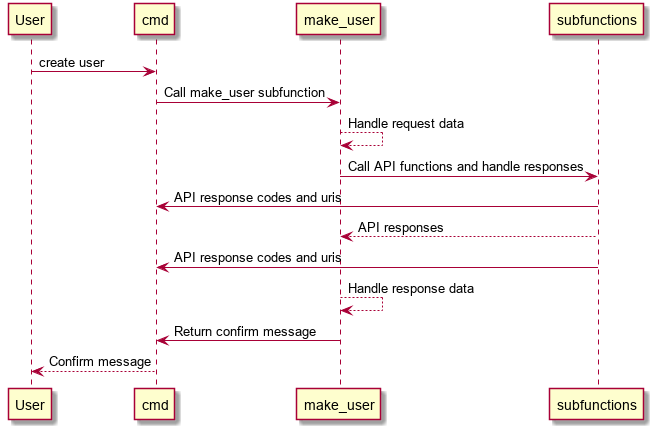 User cmd make_user subfunctions
create user
Call make_user subfunction
Handle request data
Call API functions and handle responses
API response codes and uris
API responses
API response codes and uris
Handle response data
Return confirm message
Confirm message
User cmd make_user subfunctions